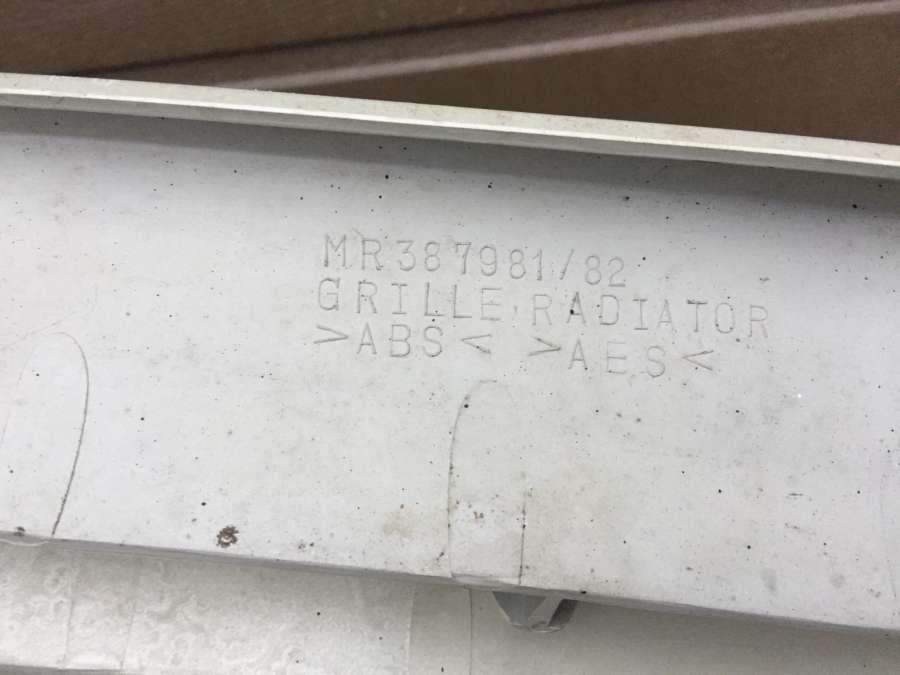 MR387981/82
GRILLE, RADIATOR
>ABS< >AES<